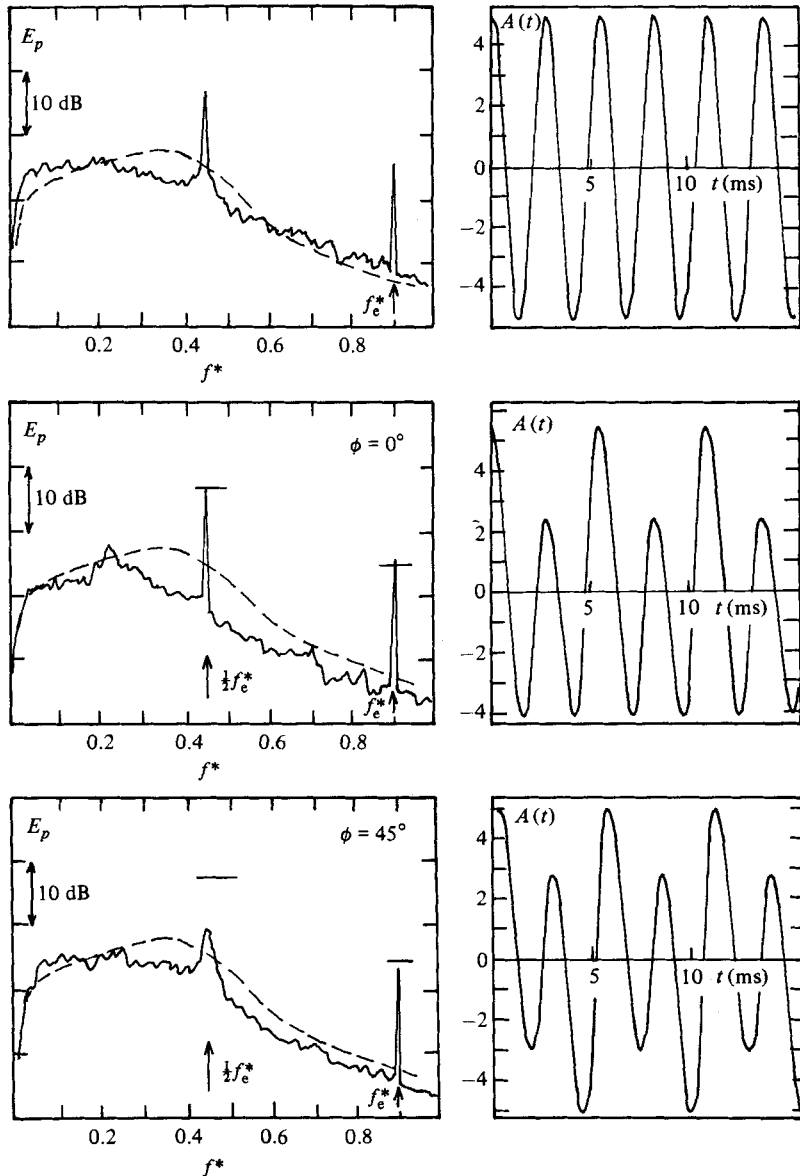 E_p
10 dB
f_e^*
0.2 0.4 0.6 0.8
f*
A(t)
4
2
0
5 10 t (ms)
−2
−4
E_p
ϕ = 0°
10 dB
½f_e^*
f_e^*
0.2 0.4 0.6 0.8
f*
A(t)
4
2
0
5 10 t (ms)
−2
−4
E_p
ϕ = 45°
10 dB
½f_e^*
f_e^*
0.2 0.4 0.6 0.8
f*
A(t)
4
2
0
5 10 t (ms)
−2
−4